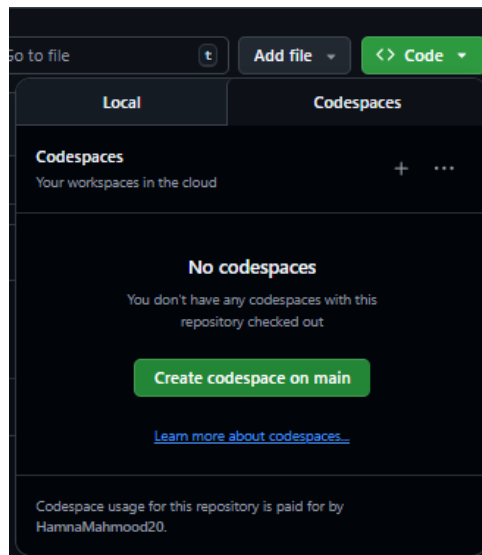 Go to file t Add file <> Code
Local Codespaces
Codespaces
Your workspaces in the cloud
No codespaces
You don't have any codespaces with this
repository checked out
Create codespace on main
Learn more about codespaces...
Codespace usage for this repository is paid for by
HamnaMahmood20.